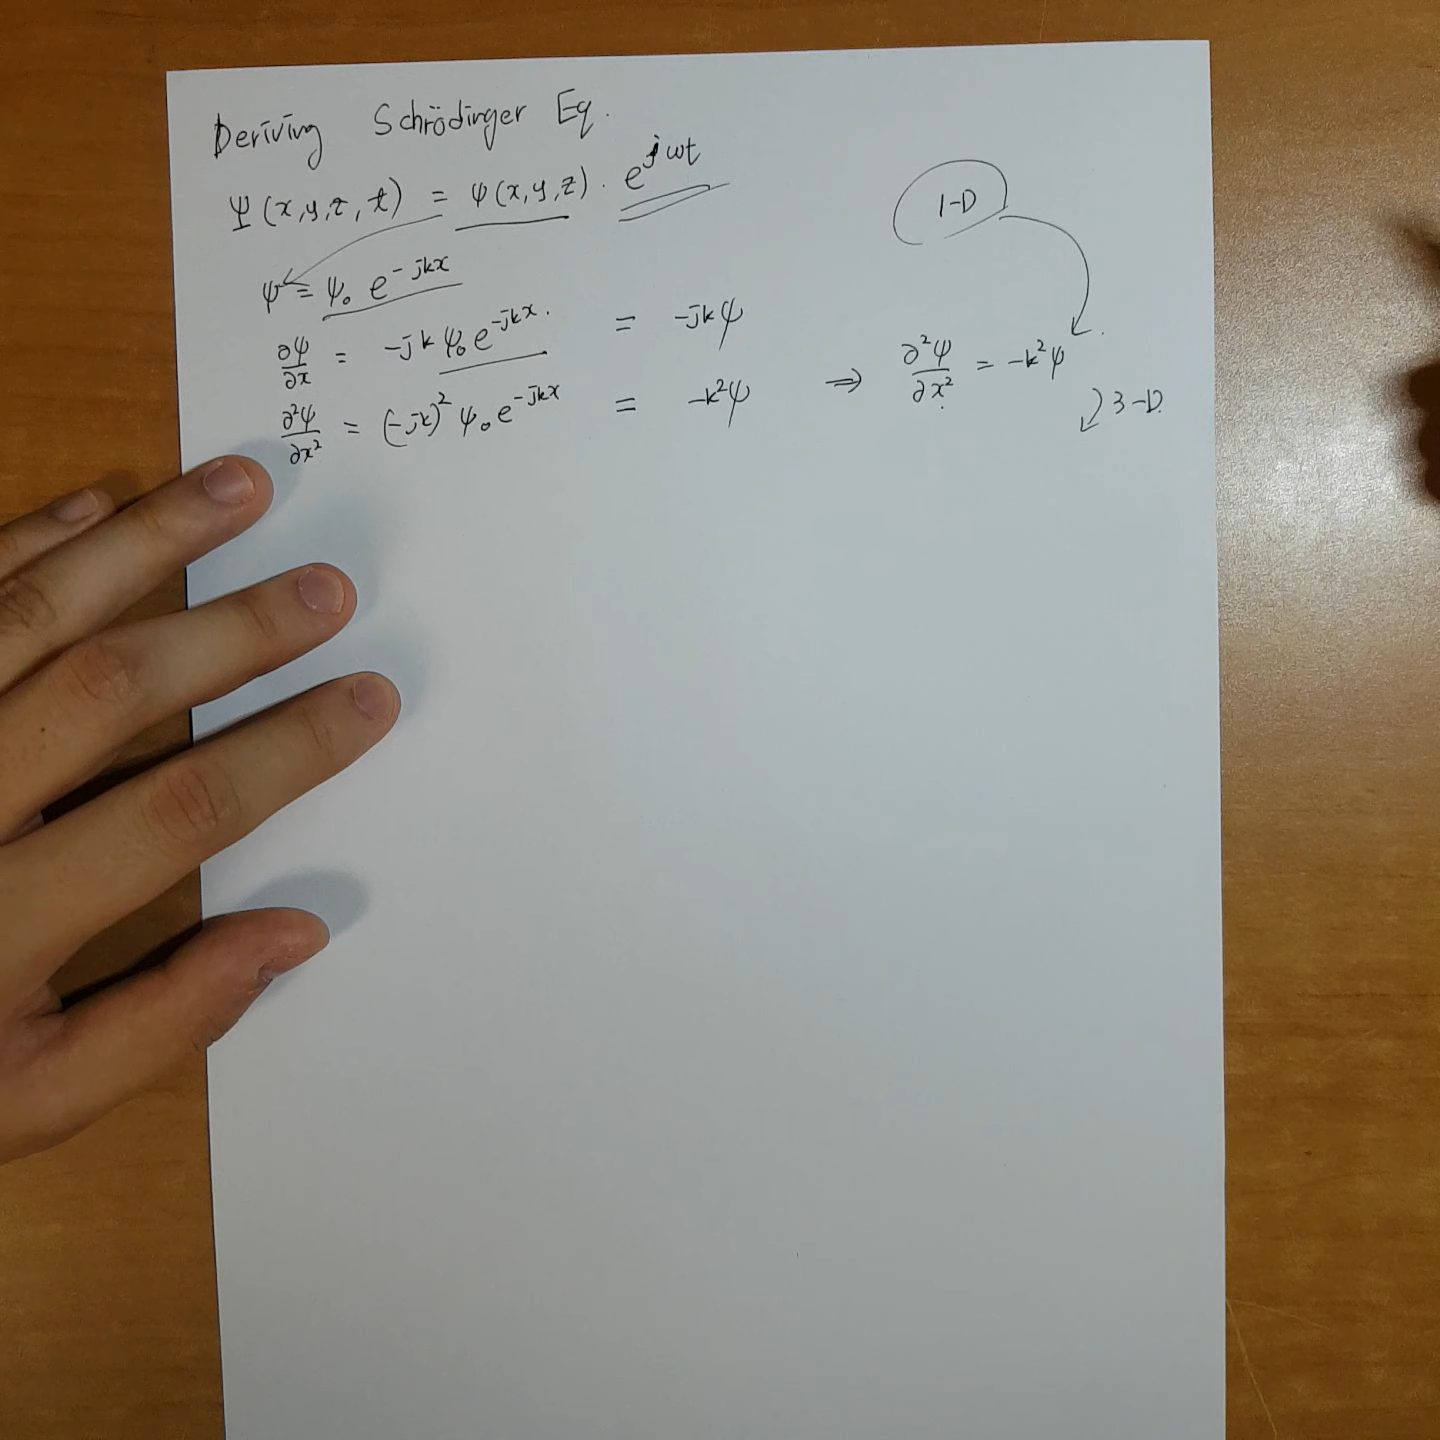 Deriving Schrödinger Eq.
Ψ(x,y,z,t) = ψ(x,y,z) · e^{jωt}
1-D
ψ = ψ₀ e^{-jkx}
∂ψ/∂x = -jk ψ₀ e^{-jkx}. = -jkψ
∂²ψ/∂x² = (-jk)² ψ₀ e^{-jkx} = -k²ψ ⇒ ∂²ψ/∂x² = -k²ψ
3-D